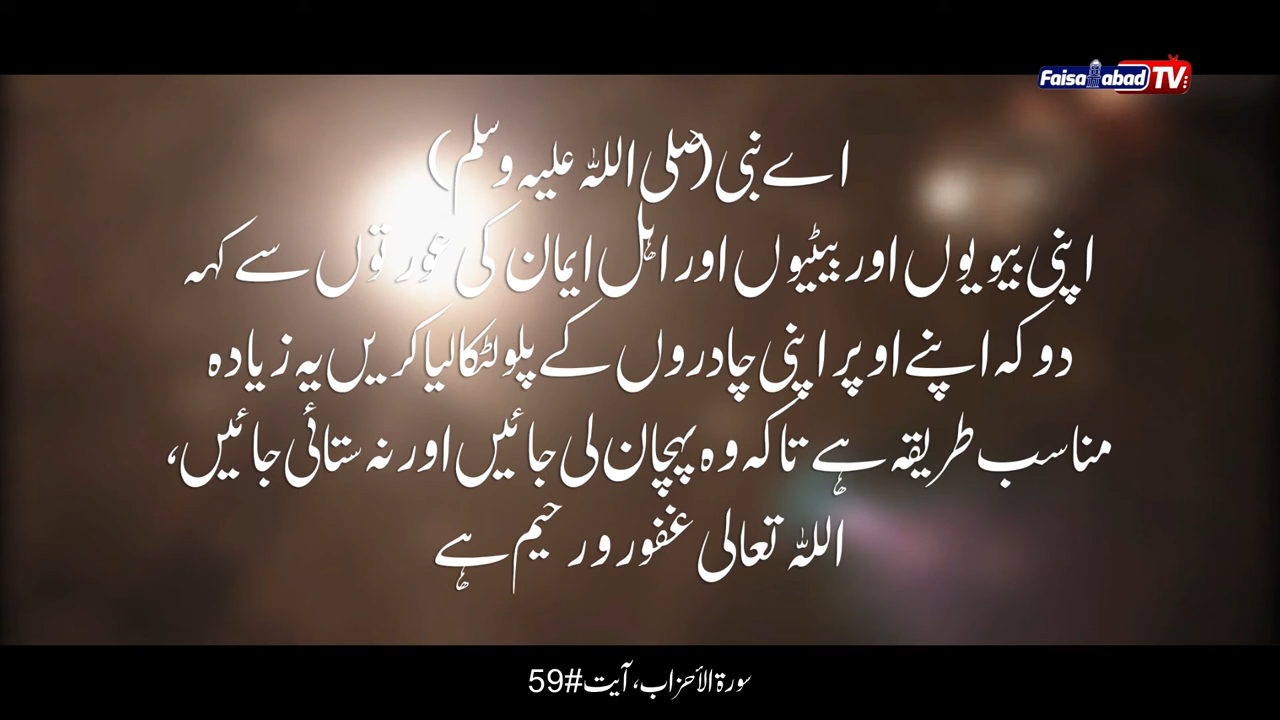 Faisalabad TV
اے نبی (صلی اللہ علیہ وسلم)
اپنی بیویوں اور بیٹیوں اور اہل ایمان کی عورتوں سے کہہ
دو کہ اپنے اوپر اپنی چادروں کے پلو لٹکا لیا کریں یہ زیادہ
مناسب طریقہ ہے تاکہ وہ پہچان لی جائیں اور نہ ستائی جائیں،
اللہ تعالی غفور و رحیم ہے
سورۃ الأحزاب، آیت#59